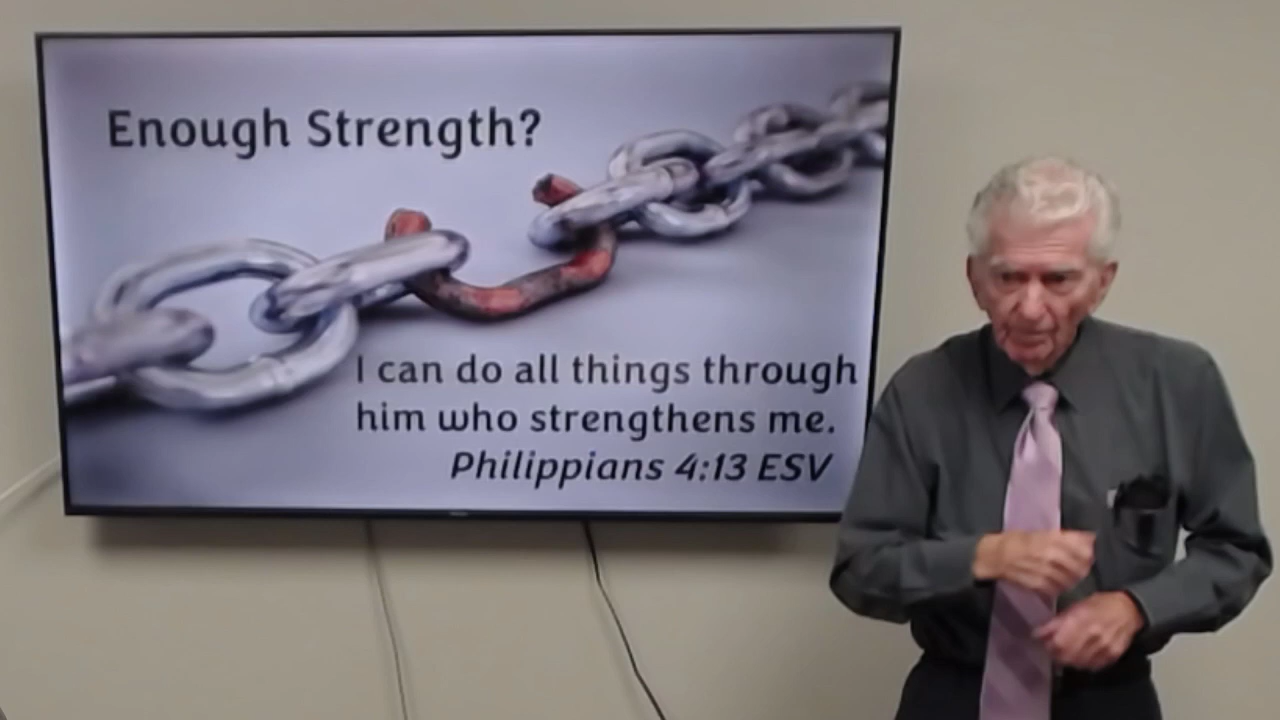 Enough Strength?
I can do all things through
him who strengthens me.
Philippians 4:13 ESV